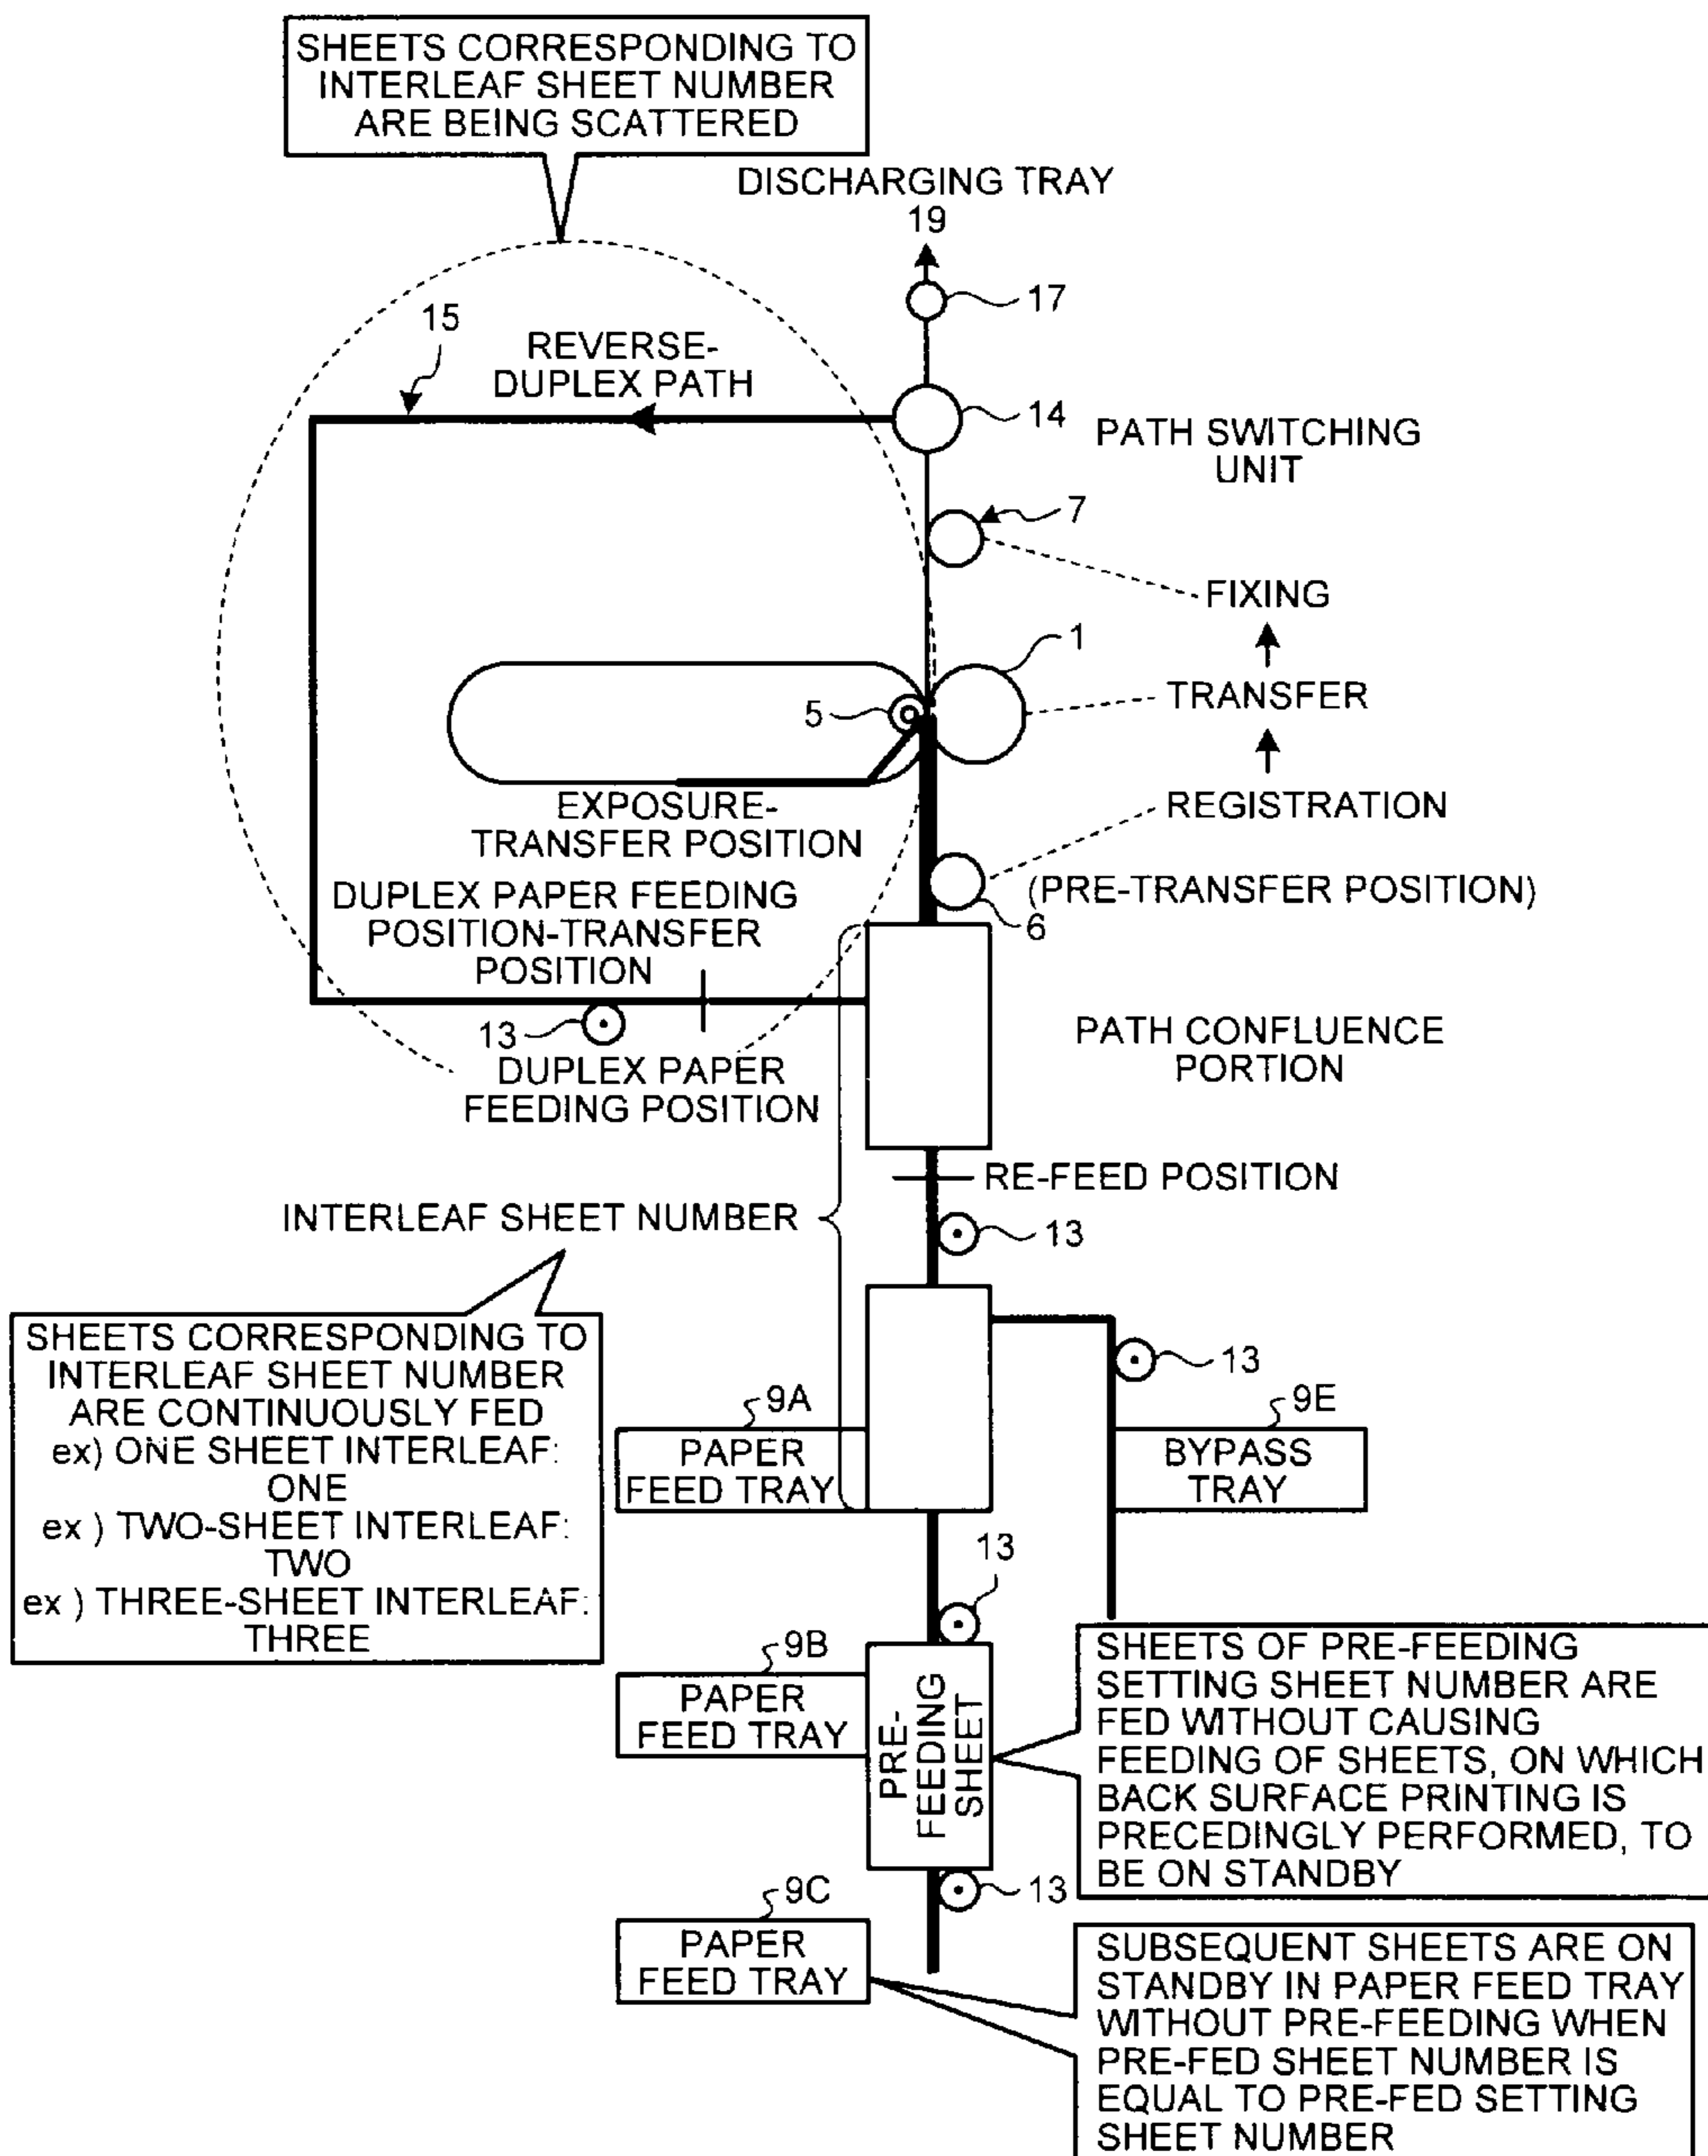 SHEETS CORRESPONDING TO
INTERLEAF SHEET NUMBER
ARE BEING SCATTERED
DISCHARGING TRAY
19
17
15
REVERSE-
DUPLEX PATH
14
PATH SWITCHING
UNIT
7
FIXING
1
5
TRANSFER
EXPOSURE-
TRANSFER POSITION
REGISTRATION
(PRE-TRANSFER POSITION)
6
DUPLEX PAPER FEEDING
POSITION-TRANSFER
POSITION
13
DUPLEX PAPER
FEEDING POSITION
PATH CONFLUENCE
PORTION
RE-FEED POSITION
INTERLEAF SHEET NUMBER
13
SHEETS CORRESPONDING TO
INTERLEAF SHEET NUMBER
ARE CONTINUOUSLY FED
ex) ONE SHEET INTERLEAF:
ONE
ex ) TWO-SHEET INTERLEAF:
TWO
ex ) THREE-SHEET INTERLEAF:
THREE
13
9A
PAPER
FEED TRAY
9E
BYPASS
TRAY
13
9B
PAPER
FEED TRAY
PRE-
FEEDING
SHEET
SHEETS OF PRE-FEEDING
SETTING SHEET NUMBER ARE
FED WITHOUT CAUSING
FEEDING OF SHEETS, ON WHICH
BACK SURFACE PRINTING IS
PRECEDINGLY PERFORMED, TO
BE ON STANDBY
13
9C
PAPER
FEED TRAY
SUBSEQUENT SHEETS ARE ON
STANDBY IN PAPER FEED TRAY
WITHOUT PRE-FEEDING WHEN
PRE-FED SHEET NUMBER IS
EQUAL TO PRE-FED SETTING
SHEET NUMBER